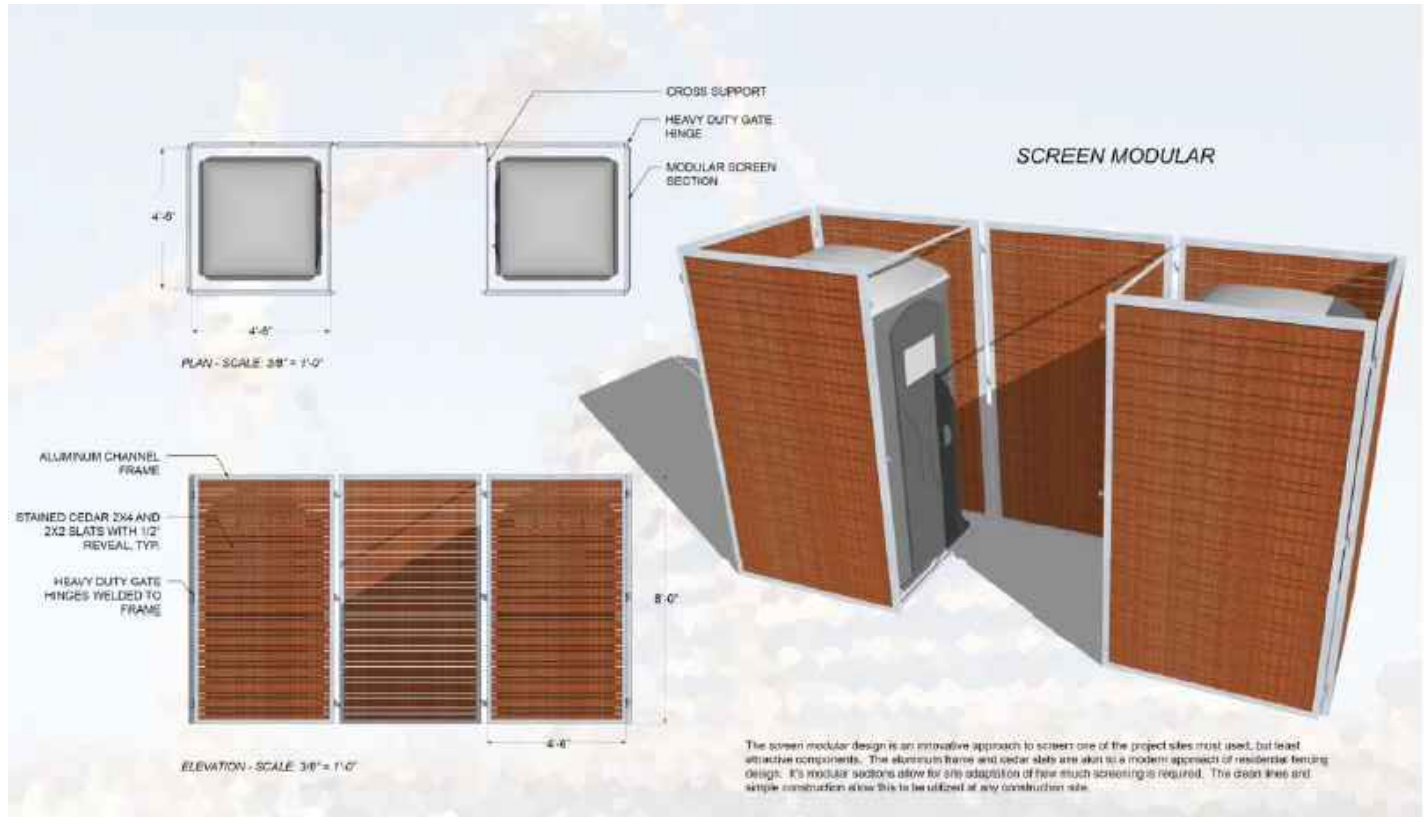 CROSS SUPPORT
HEAVY DUTY GATE
HINGE
MODULAR SCREEN
SECTION
SCREEN MODULAR
4'-6"
4'-6"
PLAN - SCALE: 3/8" = 1'-0"
ALUMINUM CHANNEL
FRAME
STAINED CEDAR 2X4 AND
2X2 SLATS WITH 1/2"
REVEAL, TYP.
HEAVY DUTY GATE
HINGES WELDED TO
FRAME
8'-0"
4'-6"
ELEVATION - SCALE: 3/8" = 1'-0"
The screen modular design is an innovative approach to screen one of the project sites most used, but least
attractive components. The aluminum frame and cedar slats are akin to a modern approach of residential fencing
design. It's modular sections allow for site adaptation of how much screening is required. The clean lines and
simple construction allow this to be utilized at any construction site.